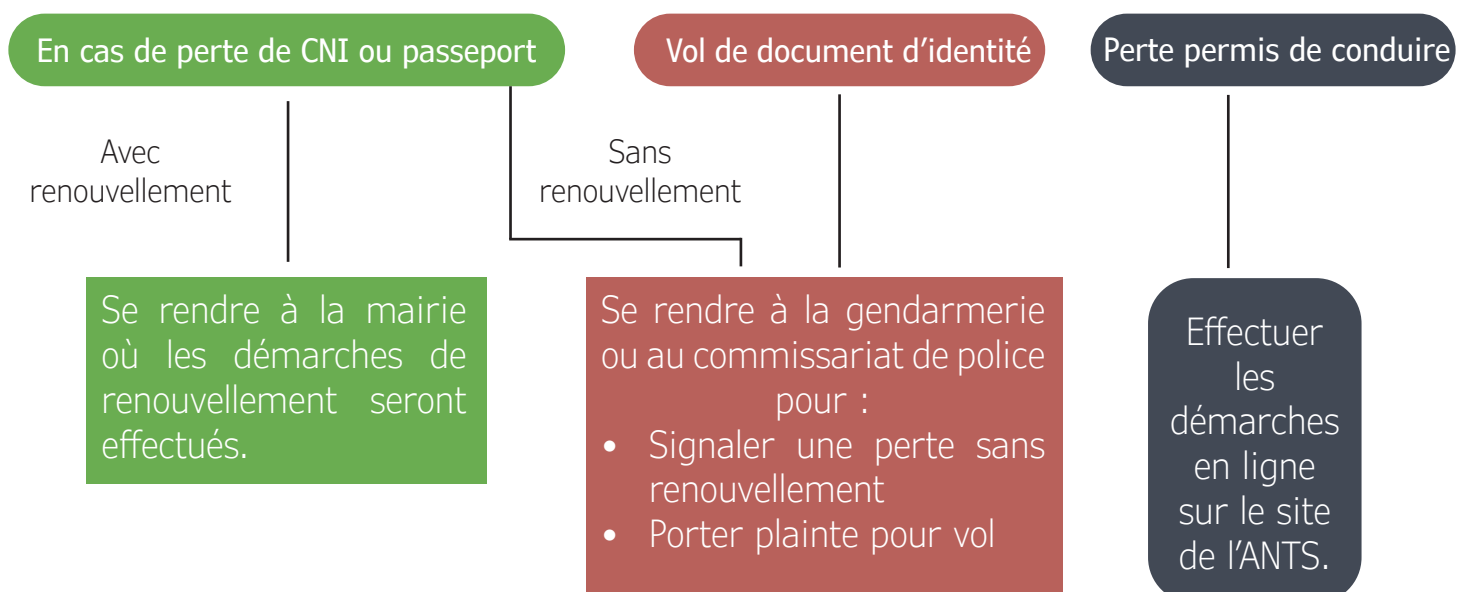 En cas de perte de CNI ou passeport
Vol de document d'identité
Perte permis de conduire
Avec
renouvellement
Sans
renouvellement
Se rendre à la mairie
où les démarches de
renouvellement seront
effectués.
Se rendre à la gendarmerie
ou au commissariat de police
pour :
• Signaler une perte sans
renouvellement
• Porter plainte pour vol
Effectuer
les
démarches
en ligne
sur le site
de l'ANTS.